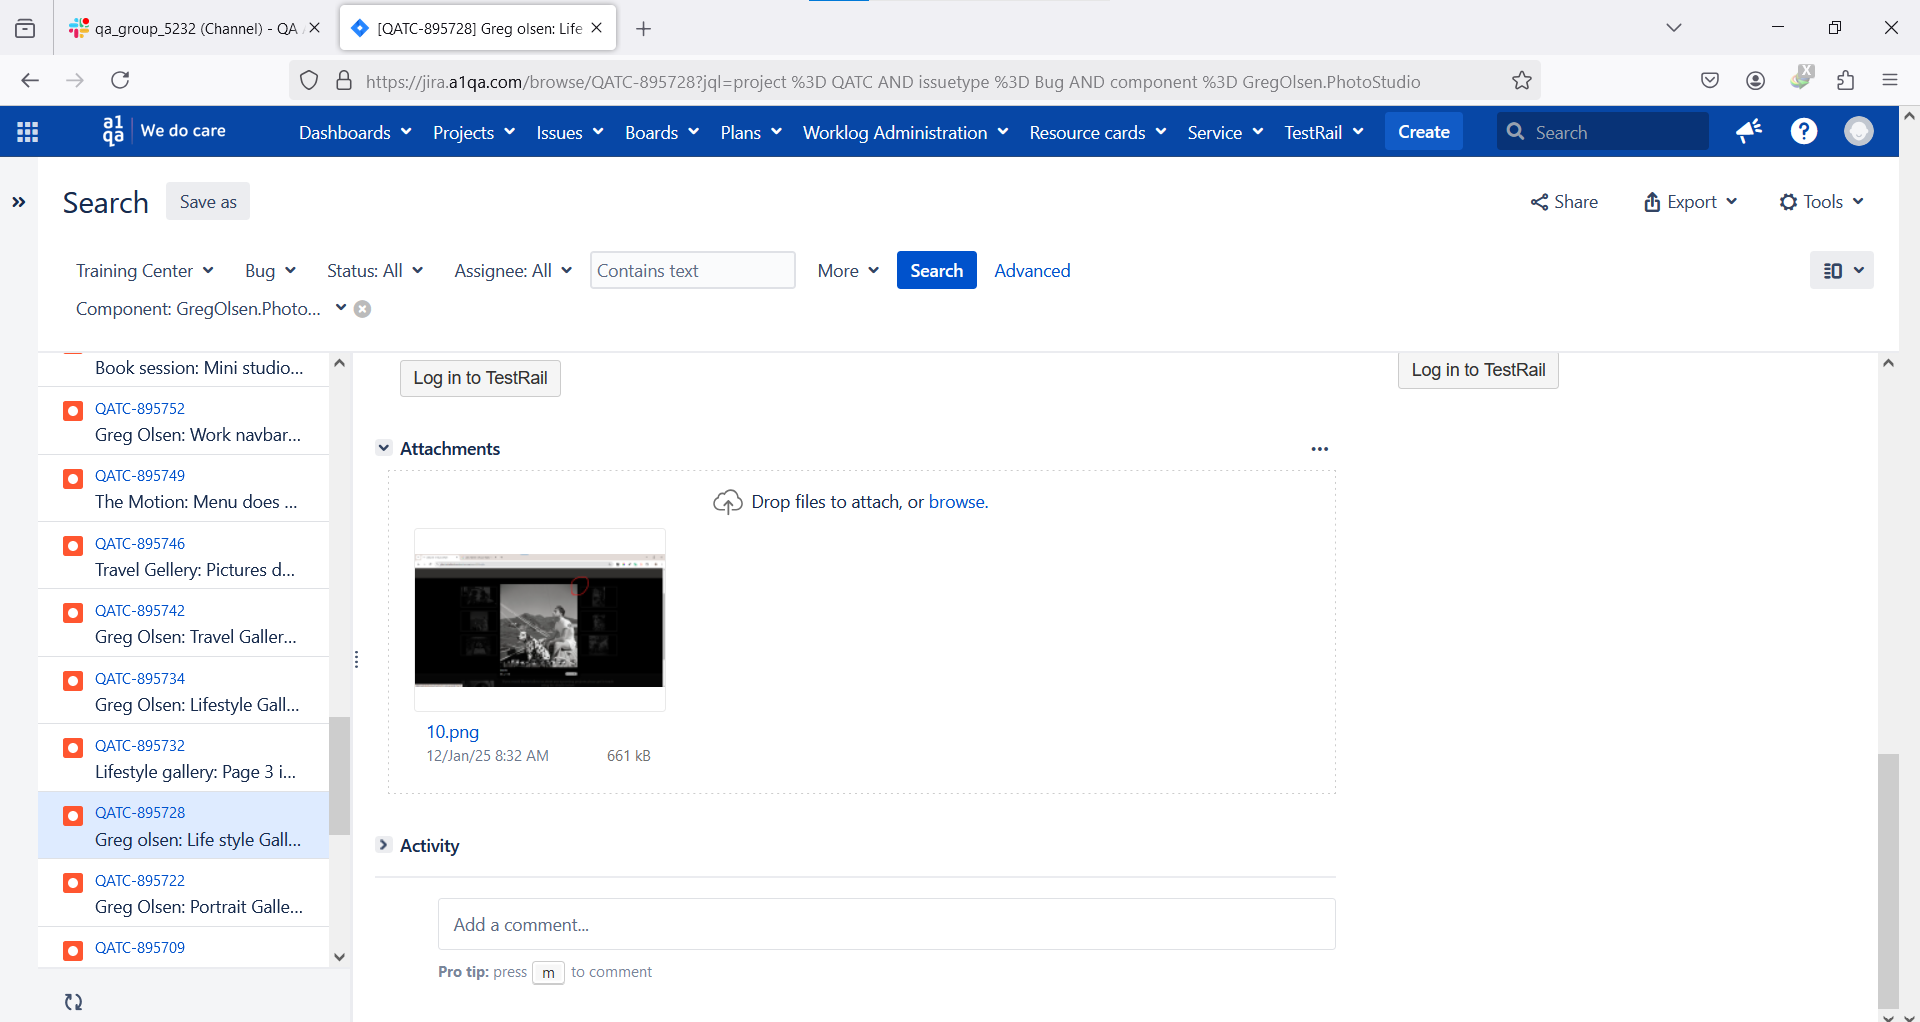 qa_group_5232 (Channel) - QA
[QATC-895728] Greg olsen: Life
https://jira.a1qa.com/browse/QATC-895728?jql=project %3D QATC AND issuetype %3D Bug AND component %3D GregOlsen.PhotoStudio
a1 qa We do care Dashboards Projects Issues Boards Plans Worklog Administration Resource cards Service TestRail Create Search
Search Save as Share Export Tools
Training Center Bug Status: All Assignee: All Contains text More Search Advanced
Component: GregOlsen.Photo...
Book session: Mini studio...
QATC-895752
Greg Olsen: Work navbar...
QATC-895749
The Motion: Menu does ...
QATC-895746
Travel Gellery: Pictures d...
QATC-895742
Greg Olsen: Travel Galler...
QATC-895734
Greg Olsen: Lifestyle Gall...
QATC-895732
Lifestyle gallery: Page 3 i...
QATC-895728
Greg olsen: Life style Gall...
QATC-895722
Greg Olsen: Portrait Galle...
QATC-895709
Log in to TestRail
Log in to TestRail
Attachments
Drop files to attach, or browse.
10.png
12/Jan/25 8:32 AM 661 kB
Activity
Add a comment...
Pro tip: press m to comment